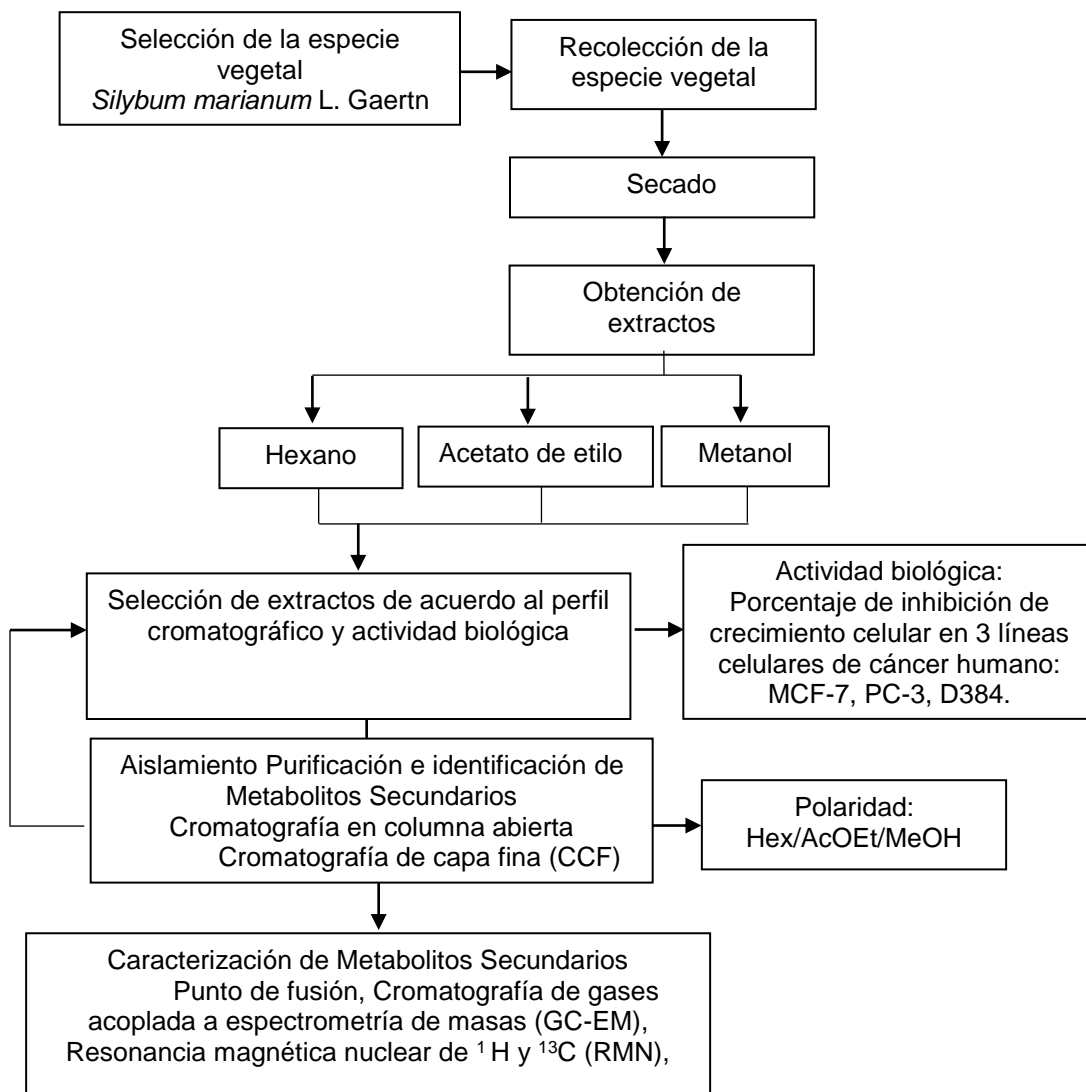 Selección de la especie
vegetal
Silybum marianum L. Gaertn
Recolección de la
especie vegetal
Secado
Obtención de
extractos
Hexano
Acetato de etilo
Metanol
Selección de extractos de acuerdo al perfil
cromatográfico y actividad biológica
Actividad biológica:
Porcentaje de inhibición de
crecimiento celular en 3 líneas
celulares de cáncer humano:
MCF-7, PC-3, D384.
Aislamiento Purificación e identificación de
Metabolitos Secundarios
Cromatografía en columna abierta
Cromatografía de capa fina (CCF)
Polaridad:
Hex/AcOEt/MeOH
Caracterización de Metabolitos Secundarios
Punto de fusión, Cromatografía de gases
acoplada a espectrometría de masas (GC-EM),
Resonancia magnética nuclear de ¹ H y ¹³C (RMN),